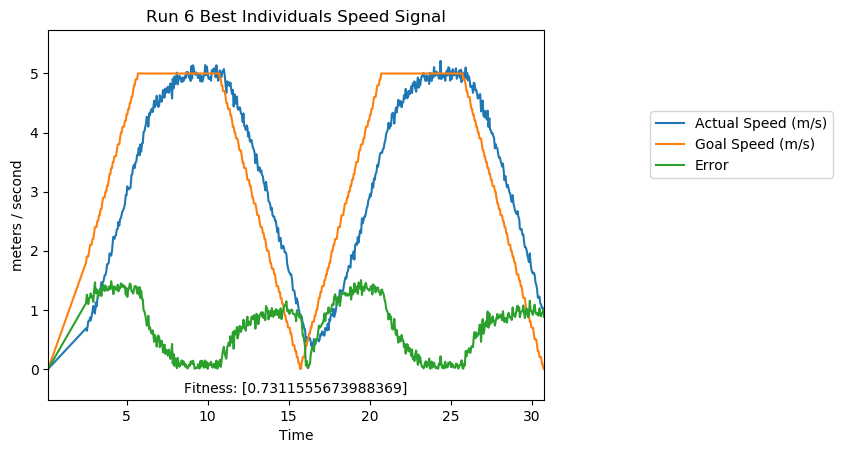 Run 6 Best Individuals Speed Signal
meters / second
5
4
3
2
1
0
Actual Speed (m/s)
Goal Speed (m/s)
Error
Fitness: [0.7311555673988369]
5 10 15 20 25 30
Time